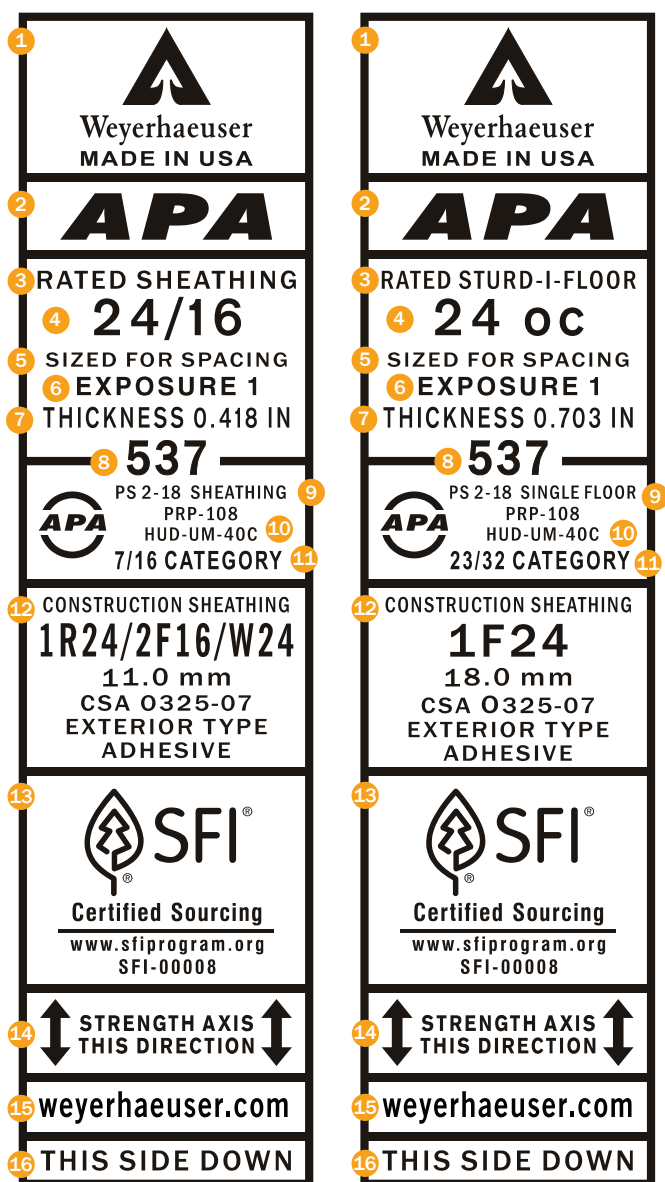 1
Weyerhaeuser
MADE IN USA
2
APA
3 RATED SHEATHING
4 24/16
5 SIZED FOR SPACING
6 EXPOSURE 1
7 THICKNESS 0.418 IN
8 537
APA
PS 2-18 SHEATHING 9
PRP-108
HUD-UM-40C 10
7/16 CATEGORY 11
12 CONSTRUCTION SHEATHING
1R24/2F16/W24
11.0 mm
CSA O325-07
EXTERIOR TYPE
ADHESIVE
13
SFI®
®
Certified Sourcing
www.sfiprogram.org
SFI-00008
14 STRENGTH AXIS
THIS DIRECTION
15 weyerhaeuser.com
16 THIS SIDE DOWN
1
Weyerhaeuser
MADE IN USA
2
APA
3 RATED STURD-I-FLOOR
4 24 oc
5 SIZED FOR SPACING
6 EXPOSURE 1
7 THICKNESS 0.703 IN
8 537
APA
PS 2-18 SINGLE FLOOR 9
PRP-108
HUD-UM-40C 10
23/32 CATEGORY 11
12 CONSTRUCTION SHEATHING
1F24
18.0 mm
CSA O325-07
EXTERIOR TYPE
ADHESIVE
13
SFI®
®
Certified Sourcing
www.sfiprogram.org
SFI-00008
14 STRENGTH AXIS
THIS DIRECTION
15 weyerhaeuser.com
16 THIS SIDE DOWN